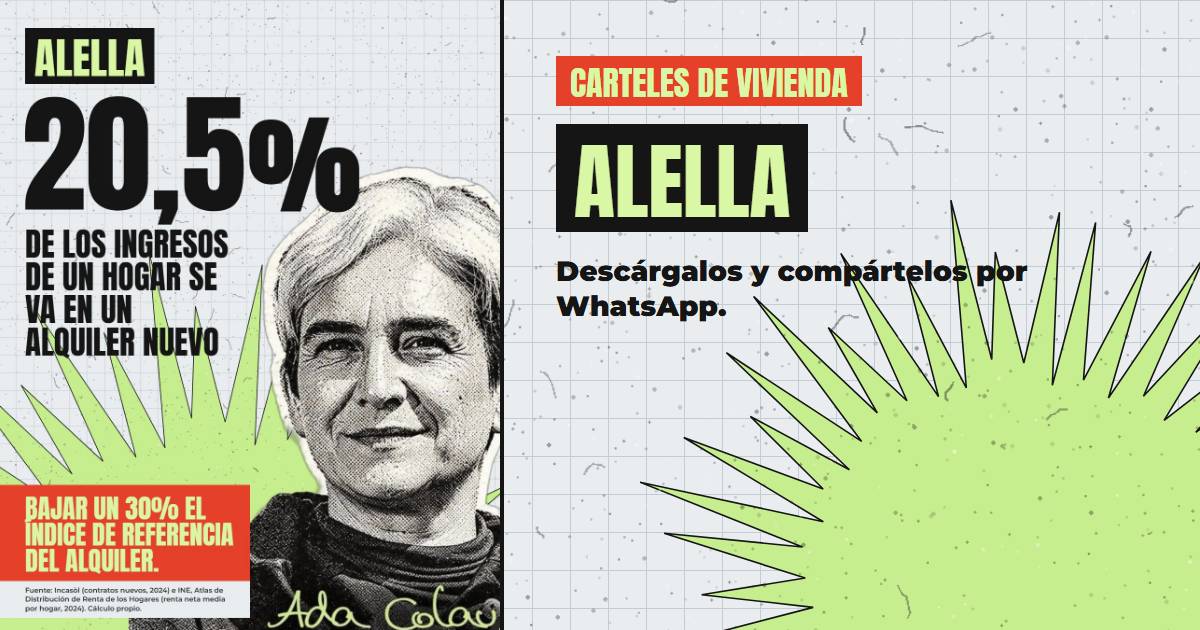 ALELLA
20,5%
DE LOS INGRESOS
DE UN HOGAR SE
VA EN UN
ALQUILER NUEVO
BAJAR UN 30% EL
ÍNDICE DE REFERENCIA
DEL ALQUILER.
Fuente: Incasòl (contratos nuevos, 2024) e INE, Atlas de
Distribución de Renta de los Hogares (renta neta media
por hogar, 2024). Cálculo propio.
Ada Colau
CARTELES DE VIVIENDA
ALELLA
Descárgalos y compártelos por
WhatsApp.